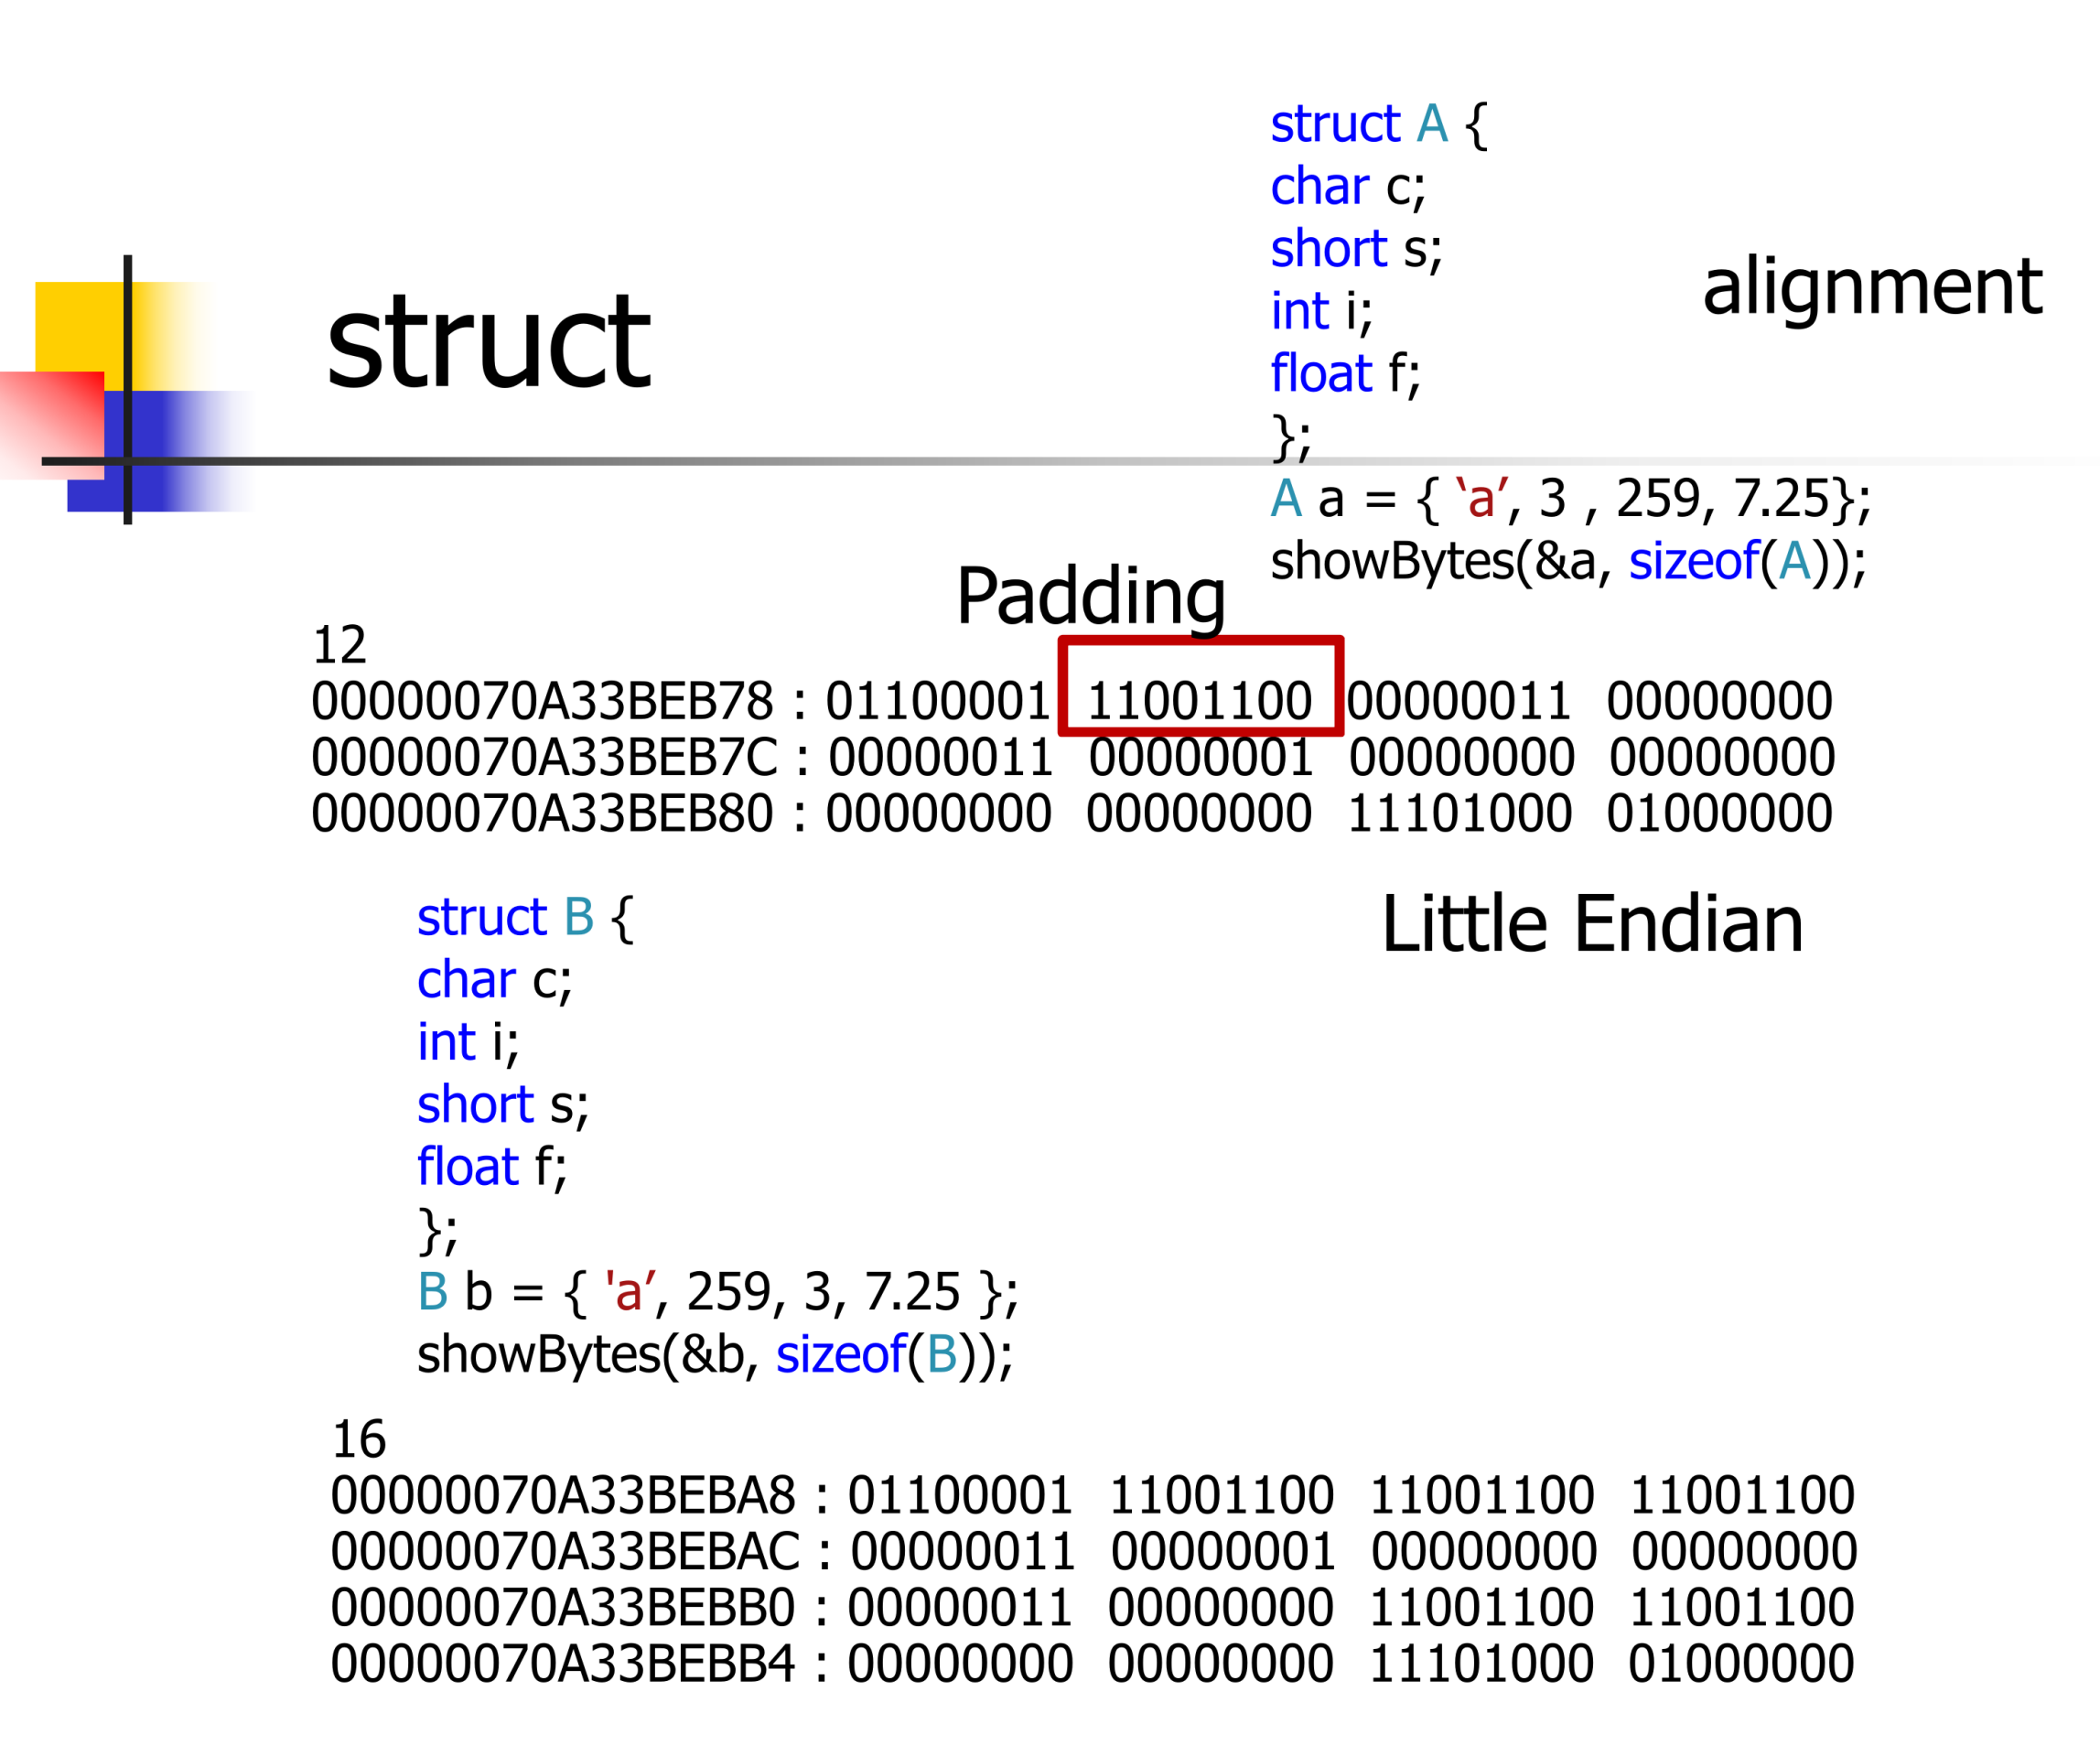 struct A {
char c;
short s;
int i;
float f;
};
A a = { ‘a’, 3 , 259, 7.25};
showBytes(&a, sizeof(A));
alignment
struct
Padding
12
00000070A33BEB78 : 01100001 11001100 00000011 00000000
00000070A33BEB7C : 00000011 00000001 00000000 00000000
00000070A33BEB80 : 00000000 00000000 11101000 01000000
Little Endian
struct B {
char c;
int i;
short s;
float f;
};
B b = { 'a’, 259, 3, 7.25 };
showBytes(&b, sizeof(B));
16
00000070A33BEBA8 : 01100001 11001100 11001100 11001100
00000070A33BEBAC : 00000011 00000001 00000000 00000000
00000070A33BEBB0 : 00000011 00000000 11001100 11001100
00000070A33BEBB4 : 00000000 00000000 11101000 01000000